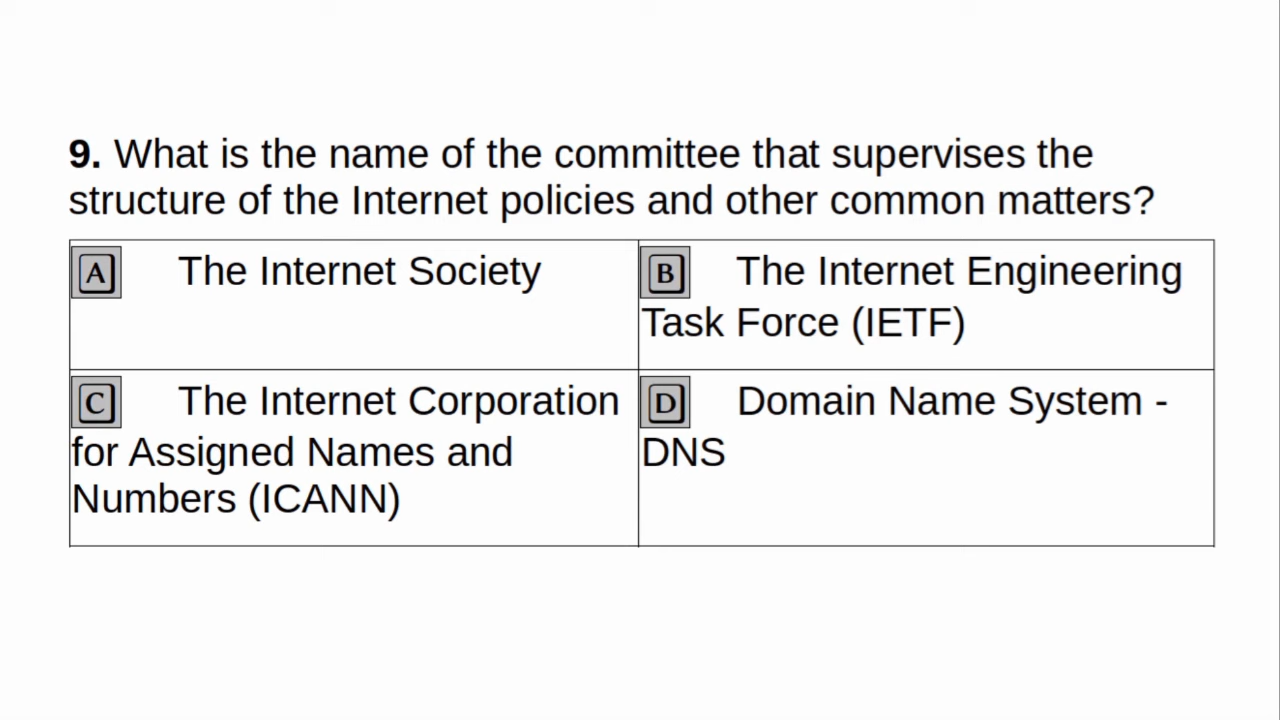 9. What is the name of the committee that supervises the
structure of the Internet policies and other common matters?
A The Internet Society
B The Internet Engineering
Task Force (IETF)
C The Internet Corporation
for Assigned Names and
Numbers (ICANN)
D Domain Name System -
DNS